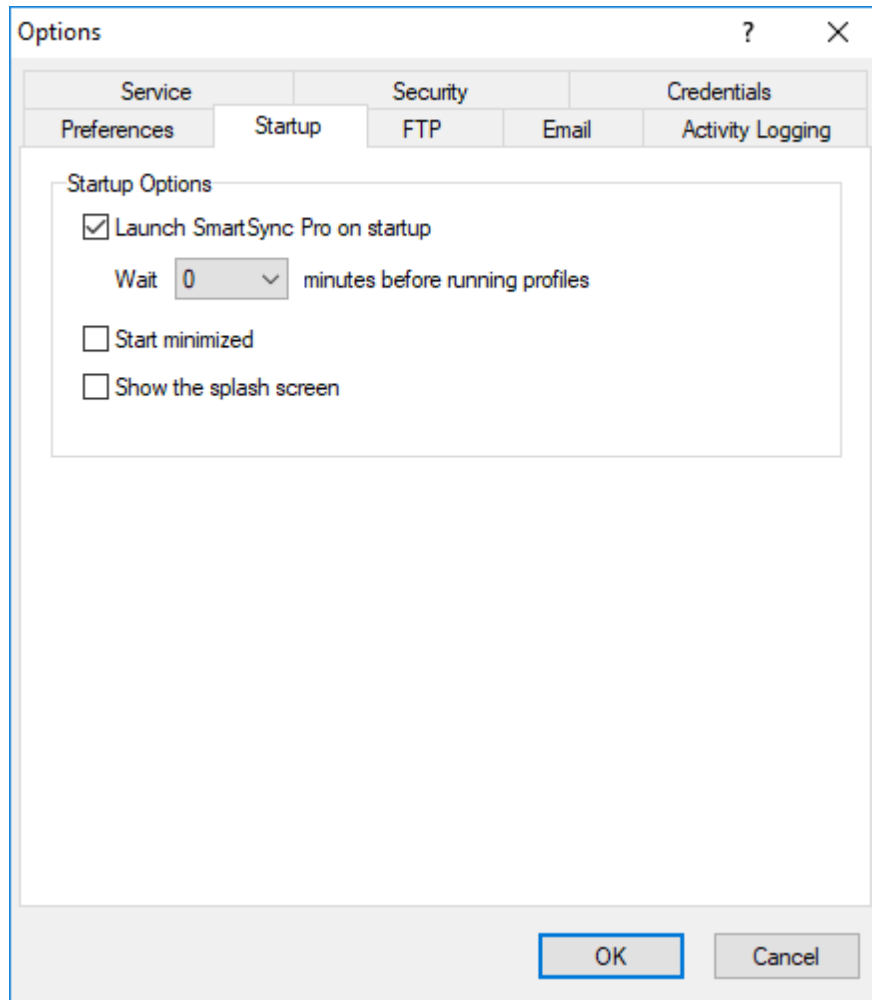 Options ?
Service Security Credentials
Preferences Startup FTP Email Activity Logging
Startup Options
Launch SmartSync Pro on startup
Wait 0 minutes before running profiles
Start minimized
Show the splash screen
OK Cancel